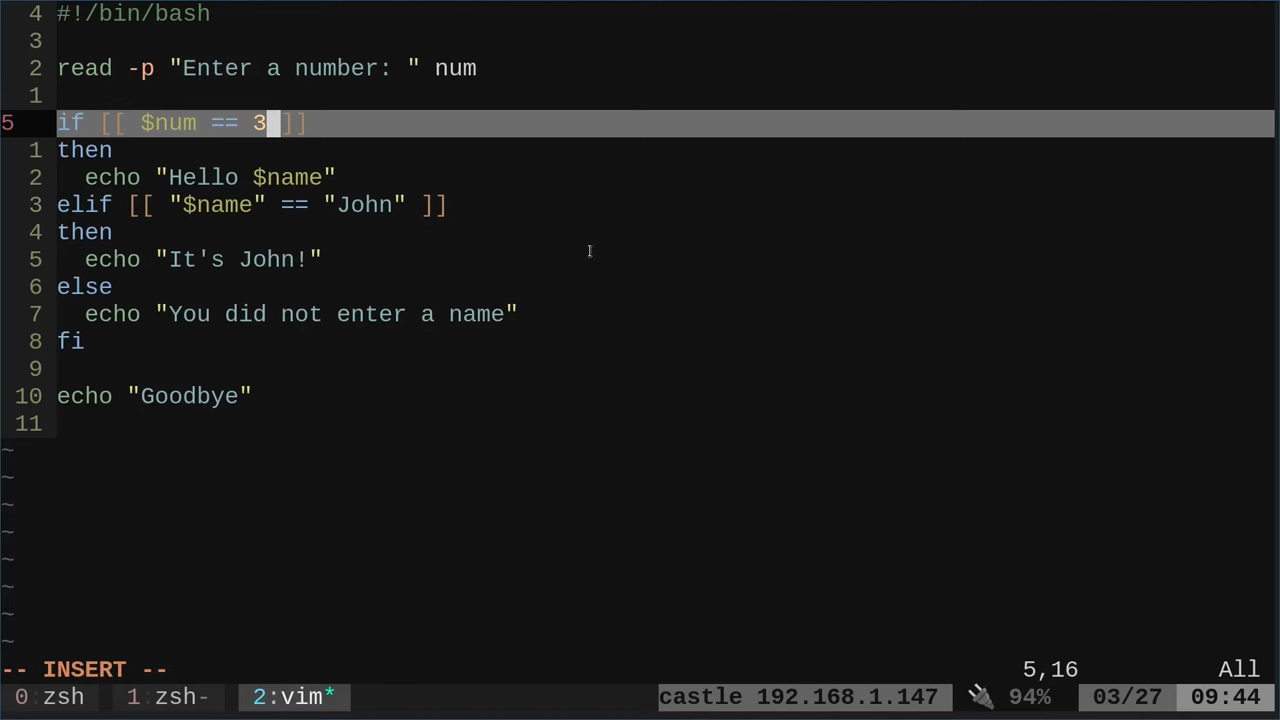 4 #!/bin/bash
3
2 read -p "Enter a number: " num
1
5 if [[ $num == 3 ]]
1 then
2   echo "Hello $name"
3 elif [[ "$name" == "John" ]]
4 then
5   echo "It's John!"
6 else
7   echo "You did not enter a name"
8 fi
9
10 echo "Goodbye"
11
~
~
~
~
~
~
~
~
-- INSERT -- 5,16 All
0:zsh 1:zsh- 2:vim* castle 192.168.1.147 🔌 94% 03/27 09:44